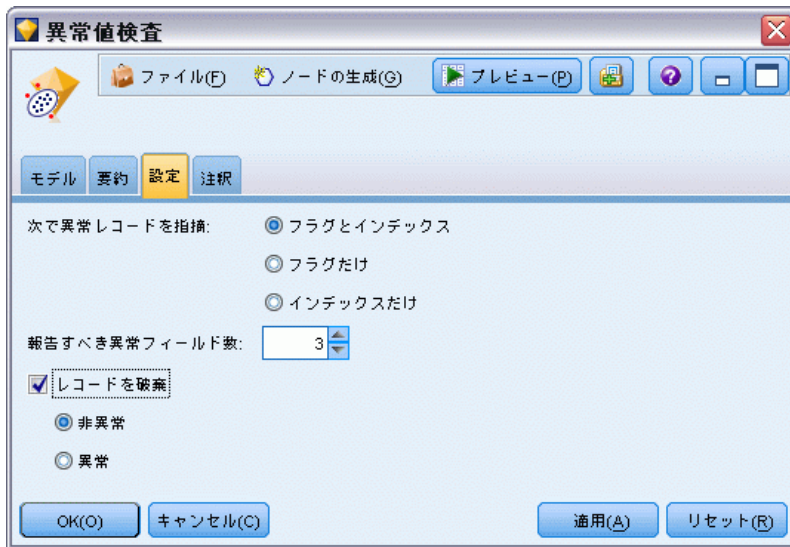 異常値検査
ファイル(F) ノードの生成(G) プレビュー(P)
モデル 要約 設定 注釈
次で異常レコードを指摘: フラグとインデックス
フラグだけ
インデックスだけ
報告すべき異常フィールド数: 3
レコードを破棄
非異常
異常
OK(O) キャンセル(C) 適用(A) リセット(R)